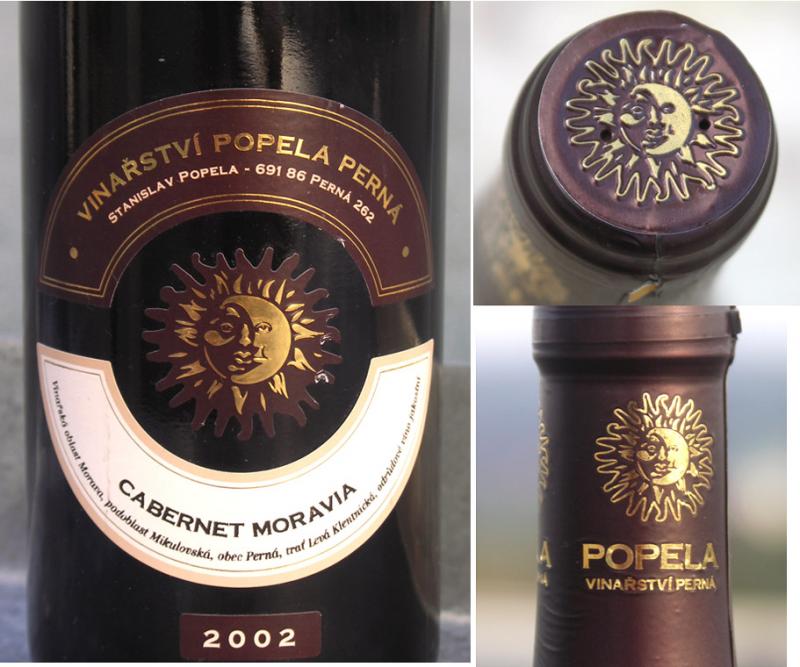 VINAŘSTVÍ POPELA PERNÁ
STANISLAV POPELA - 691 86 PERNÁ 262
CABERNET MORAVIA
Vinařská oblast Morava, podoblast Mikulovská, obec Perná, trať Levá Klentnická, odrůdové víno jakostní
2002
POPELA
VINAŘSTVÍ PERNÁ